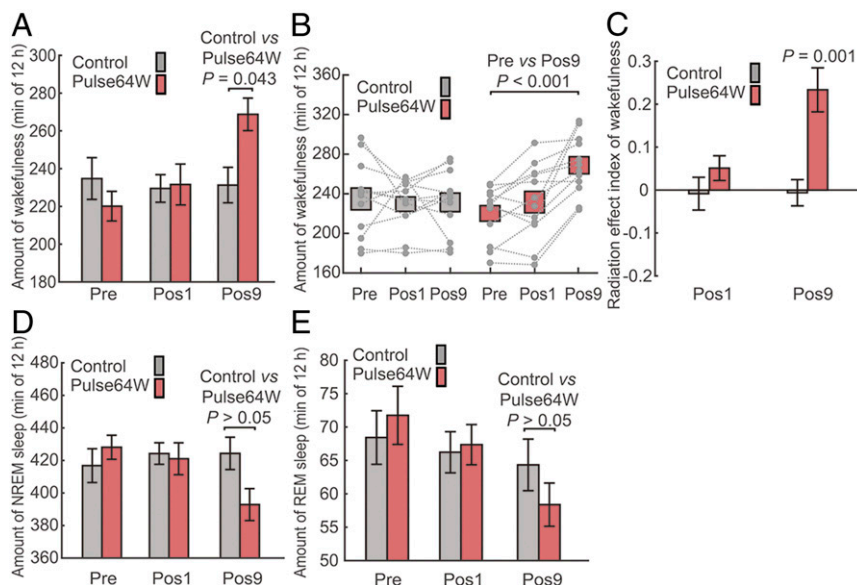 A
Amount of wakefulness (min of 12 h)
300
280
260
240
220
200
180
Control
Pulse64W
Control vs
Pulse64W
P = 0.043
Pre
Pos1
Pos9
B
Amount of wakefulness (min of 12 h)
360
320
280
240
200
160
Control
Pulse64W
Pre vs Pos9
P < 0.001
Pre
Pos1
Pos9
Pre
Pos1
Pos9
C
Radiation effect index of wakefulness
0.3
0.2
0.1
0
-0.1
0.2
Control
Pulse64W
P = 0.001
Pos1
Pos9
D
Amount of NREM sleep (min of 12 h)
480
460
440
420
400
380
360
Control
Pulse64W
Control vs
Pulse64W
P > 0.05
Pre
Pos1
Pos9
E
Amount of REM sleep (min of 12 h)
80
75
70
65
60
55
50
Control
Pulse64W
Control vs
Pulse64W
P > 0.05
Pre
Pos1
Pos9